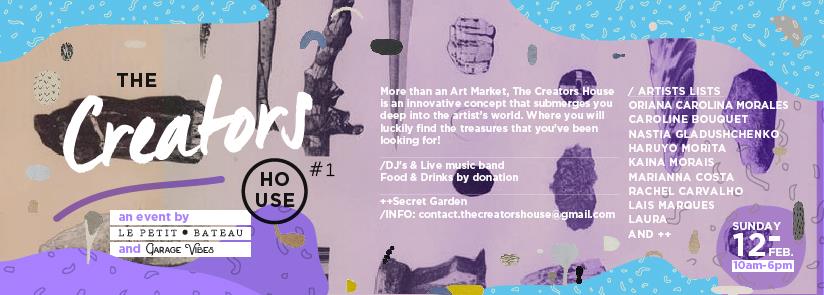 THE
Creators
HO
USE
#1
an event by
LE PETIT • BATEAU
and GARAGE VIBES
More than an Art Market, The Creators House
is an innovative concept that submerges you
deep into the artist's world. Where you will
luckily find the treasures that you've been
looking for!
/DJ's & Live music band
Food & Drinks by donation
++Secret Garden
/INFO: contact.thecreatorshouse@gmail.com
/ ARTISTS LISTS
ORIANA CAROLINA MORALES
CAROLINE BOUQUET
NASTIA GLADUSHCHENKO
HARUYO MORITA
KAINA MORAIS
MARIANNA COSTA
RACHEL CARVALHO
LAIS MARQUES
LAURA
AND ++
SUNDAY
12-FEB.
10am-6pm